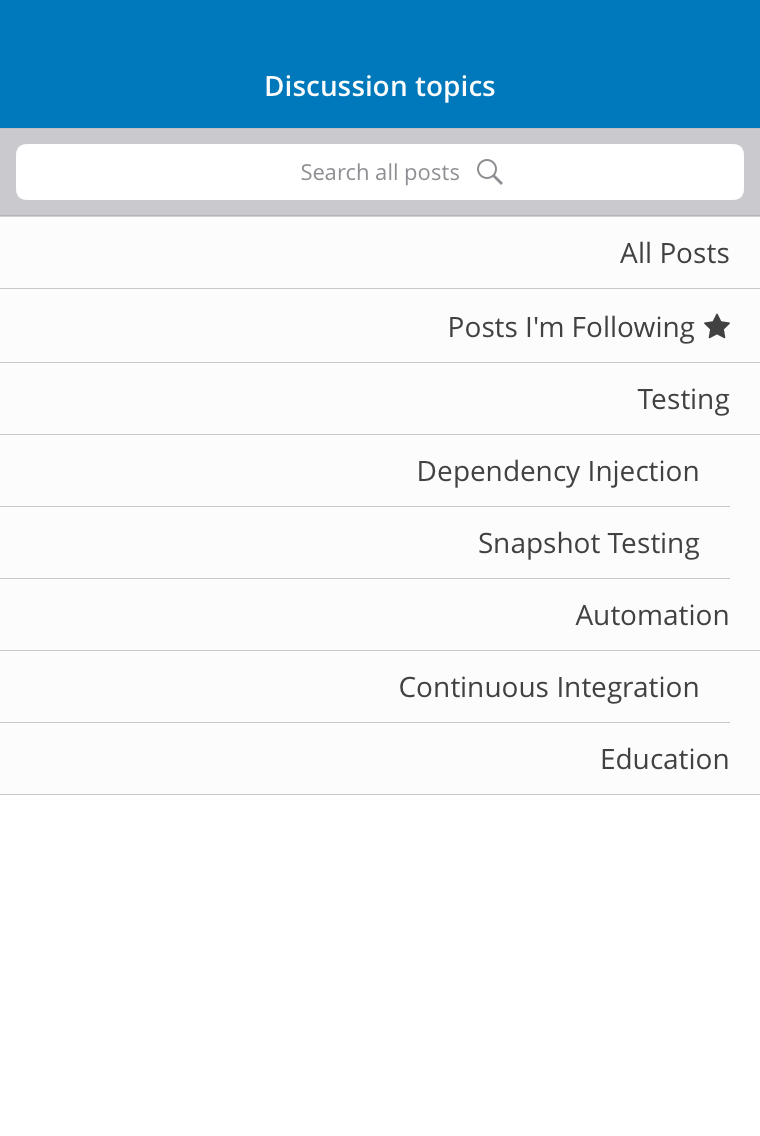 Discussion topics
Search all posts
All Posts
Posts I'm Following
Testing
Dependency Injection
Snapshot Testing
Automation
Continuous Integration
Education